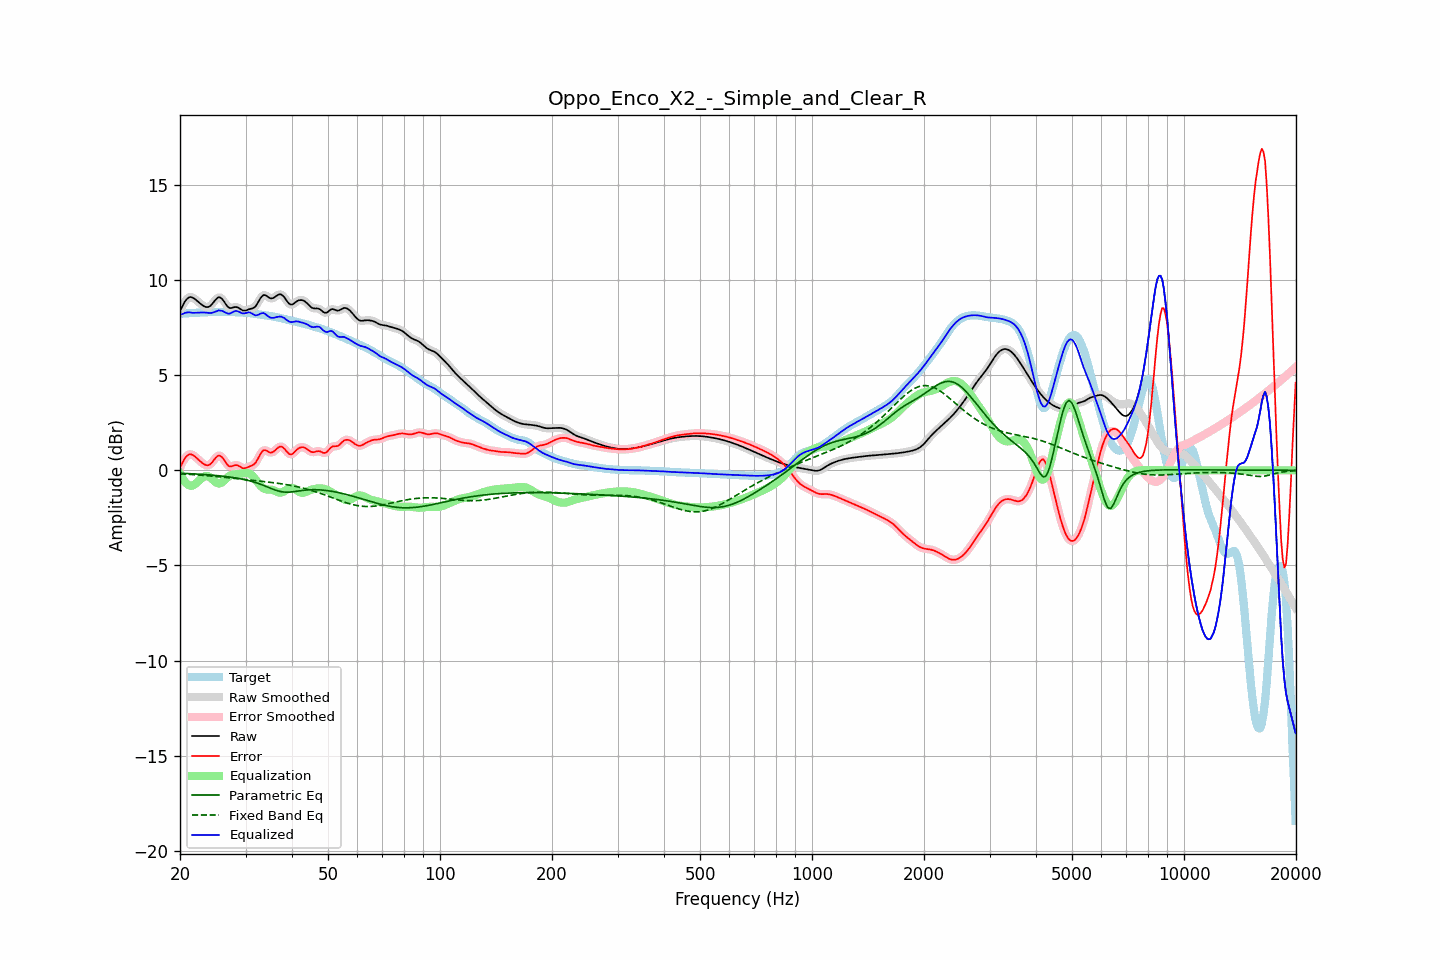 Oppo_Enco_X2_-_Simple_and_Clear_R
Amplitude (dBr)
15
10
5
0
−5
−10
−15
−20
Target
Raw Smoothed
Error Smoothed
Raw
Error
Equalization
Parametric Eq
Fixed Band Eq
Equalized
20 50 100 200 500 1000 2000 5000 10000 20000
Frequency (Hz)